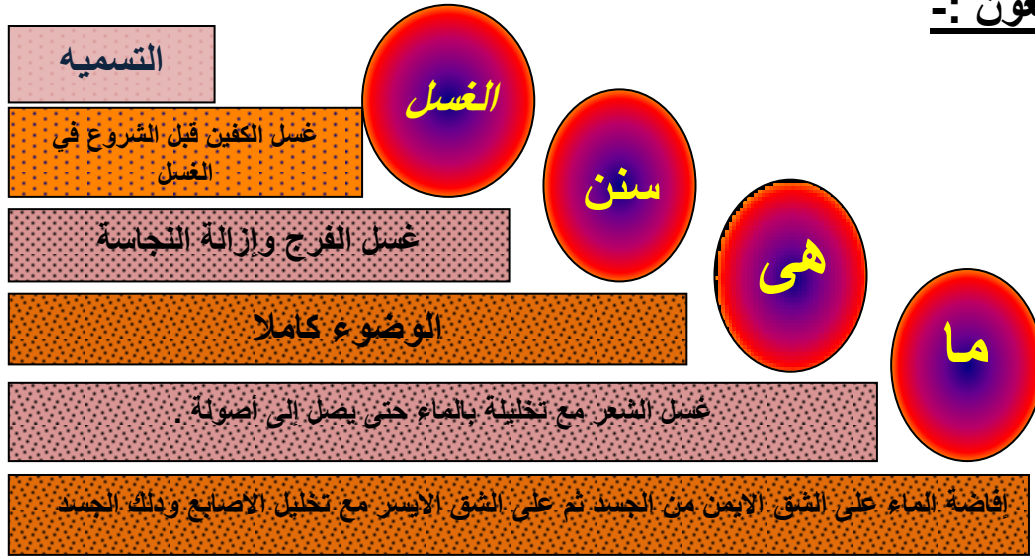 :-
ما
هى
سنن
الغسل
التسميه
غسل الكفين قبل الشروع في
الغسل
غسل الفرج وإزالة النجاسة
الوضوء كاملا
غسل الشعر مع تخليلة بالماء حتى يصل إلى أصولة .
إفاضة الماء على الشق الايمن من الجسد ثم على الشق الايسر مع تخليل الاصابع ودلك الجسد